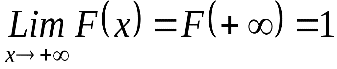 Lim F(x) = F(+∞) = 1
x→ +∞